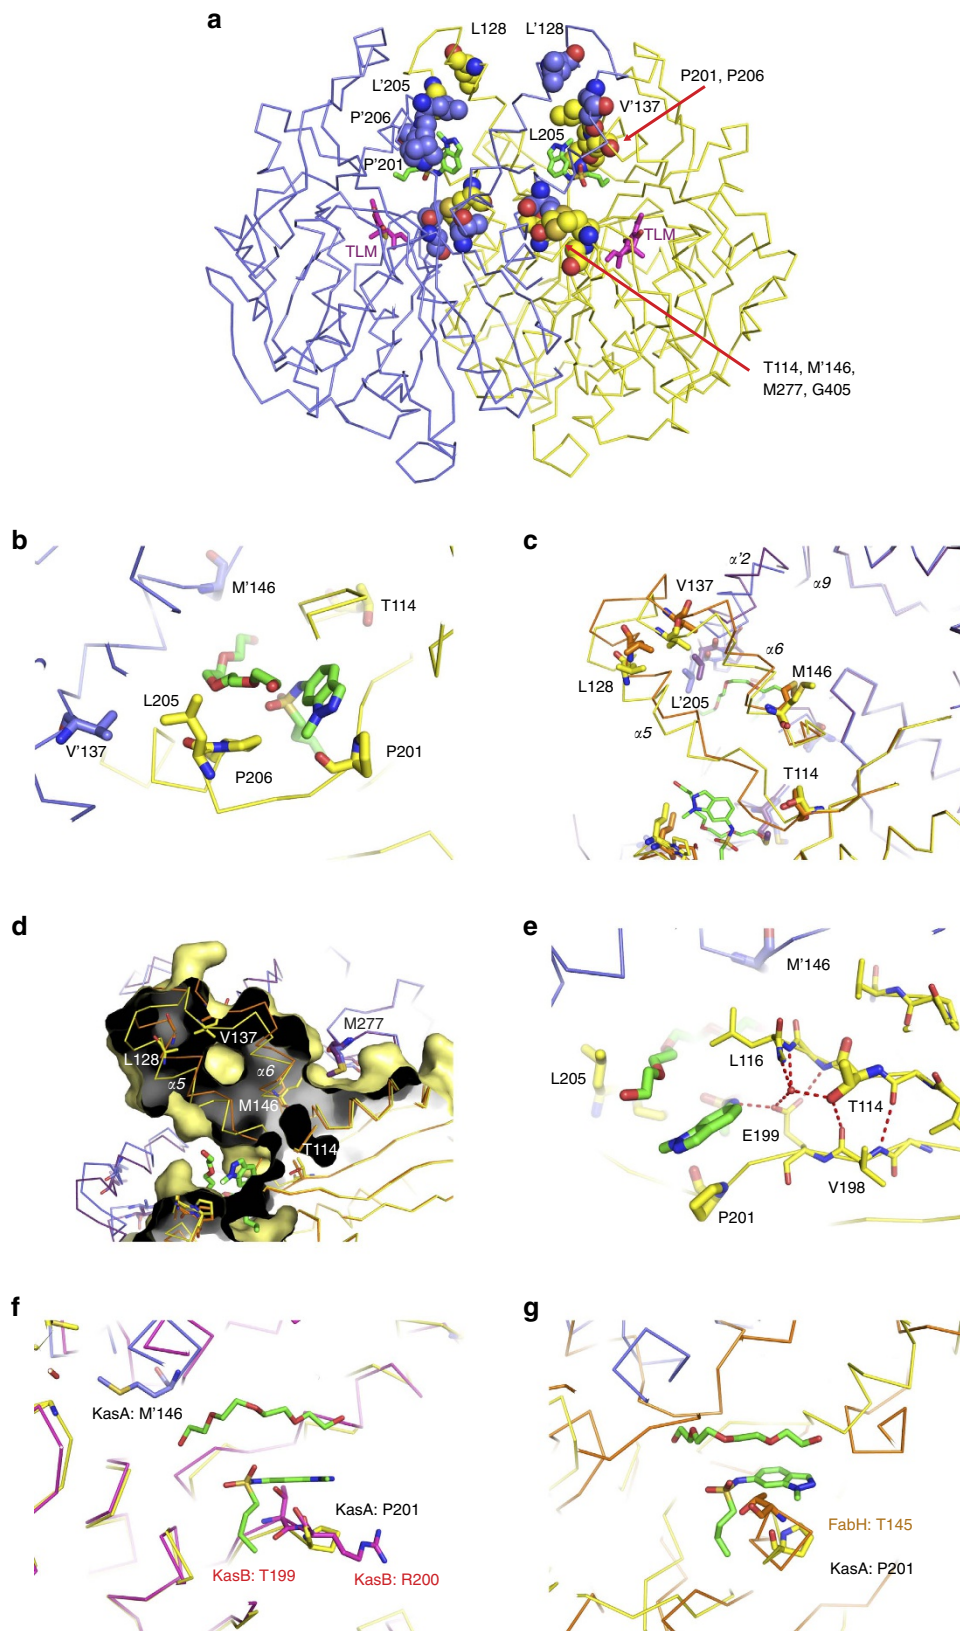 a
L128
L'128
L'205
P201, P206
P'206
V'137
L205
P'201
TLM
TLM
T114, M'146,
M277, G405
b
M'146
T114
L205
V'137
P206
P201
c
α'2
α9
V137
α6
L128
M146
L'205
α5
T114
d
M277
V137
L128
α5
α6
M146
T114
e
M'146
L116
L205
T114
E199
V198
P201
f
KasA: M'146
KasA: P201
KasB: T199
KasB: R200
g
FabH: T145
KasA: P201